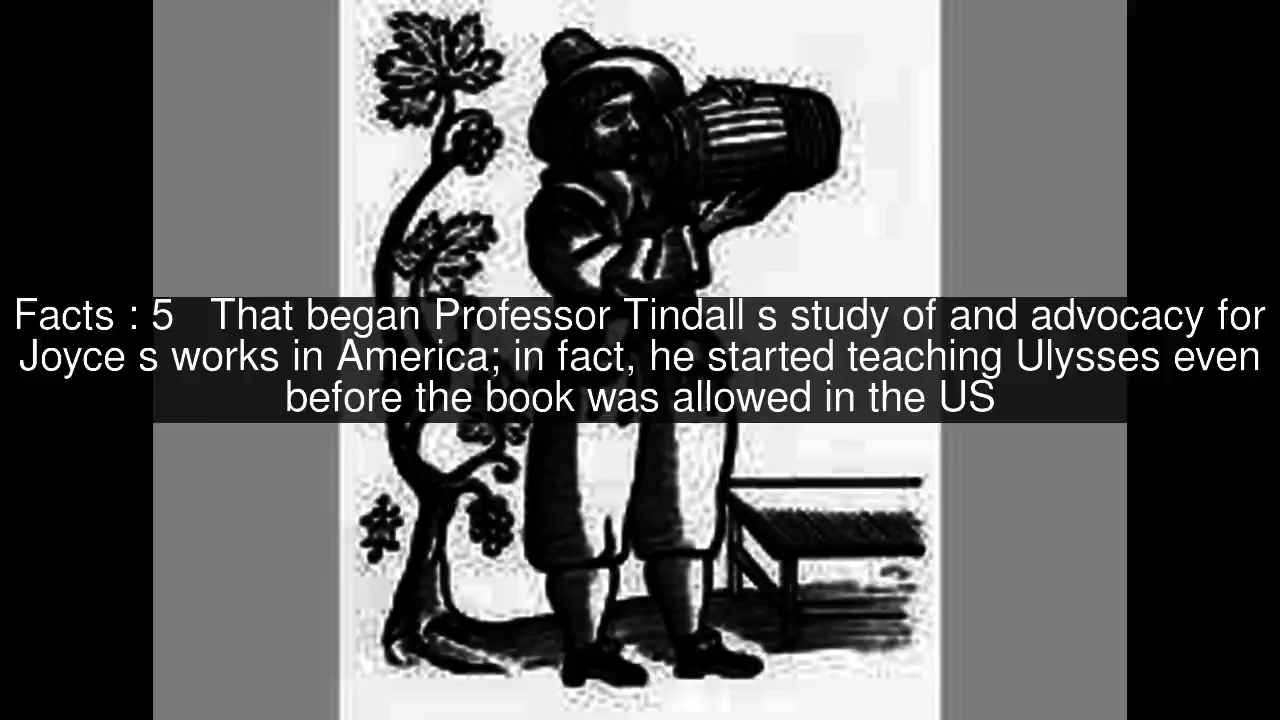 Facts : 5 That began Professor Tindall s study of and advocacy for
Joyce s works in America; in fact, he started teaching Ulysses even
before the book was allowed in the US